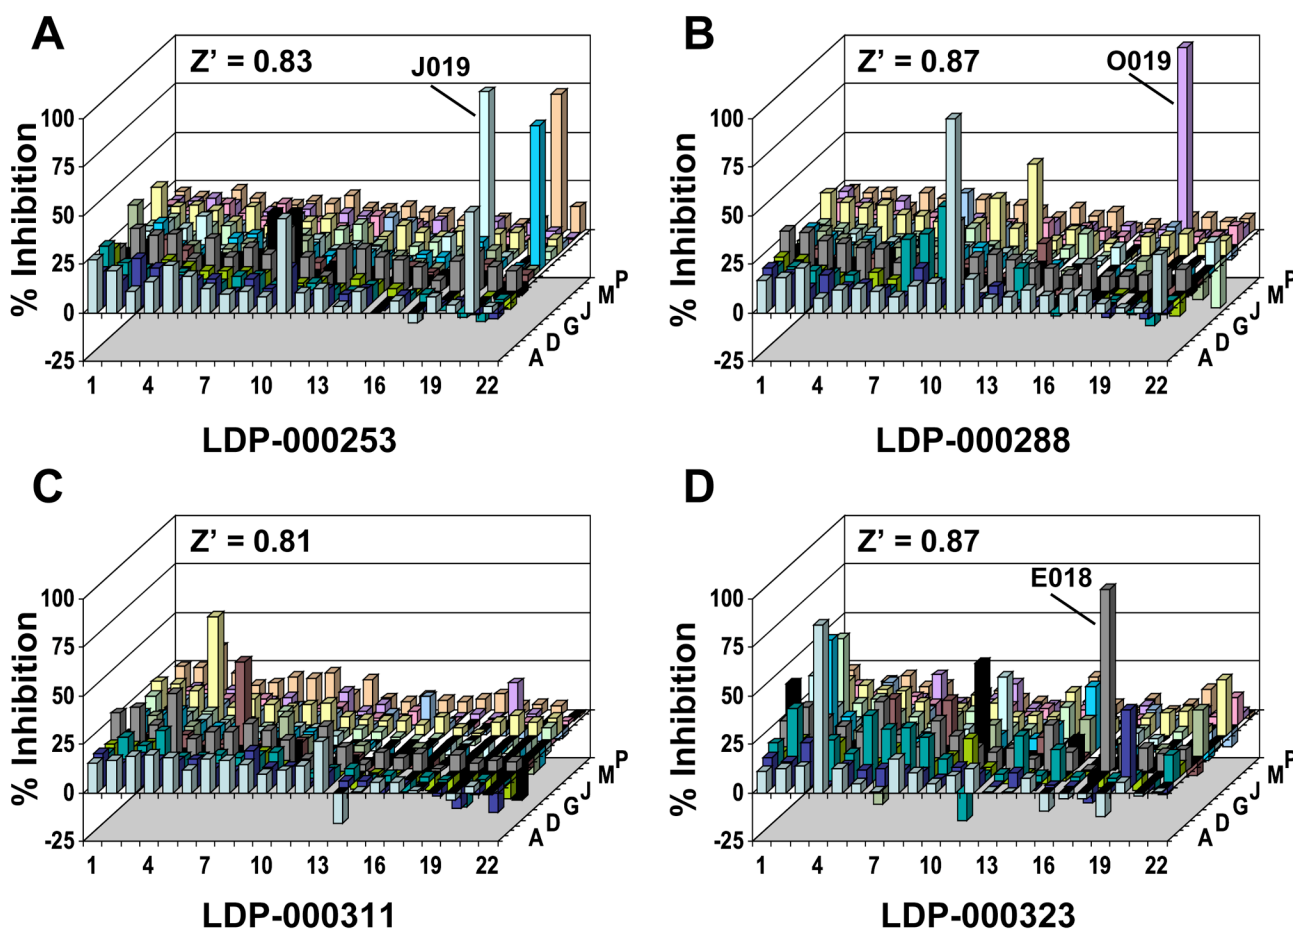 A
Z’ = 0.83
J019
% Inhibition
100
75
50
25
0
-25
1 4 7 10 13 16 19 22
A D G J M P
LDP-000253
B
Z’ = 0.87
O019
% Inhibition
100
75
50
25
0
-25
1 4 7 10 13 16 19 22
A D G J M P
LDP-000288
C
Z’ = 0.81
% Inhibition
100
75
50
25
0
-25
1 4 7 10 13 16 19 22
A D G J M P
LDP-000311
D
Z’ = 0.87
E018
% Inhibition
100
75
50
25
0
-25
1 4 7 10 13 16 19 22
A D G J M P
LDP-000323